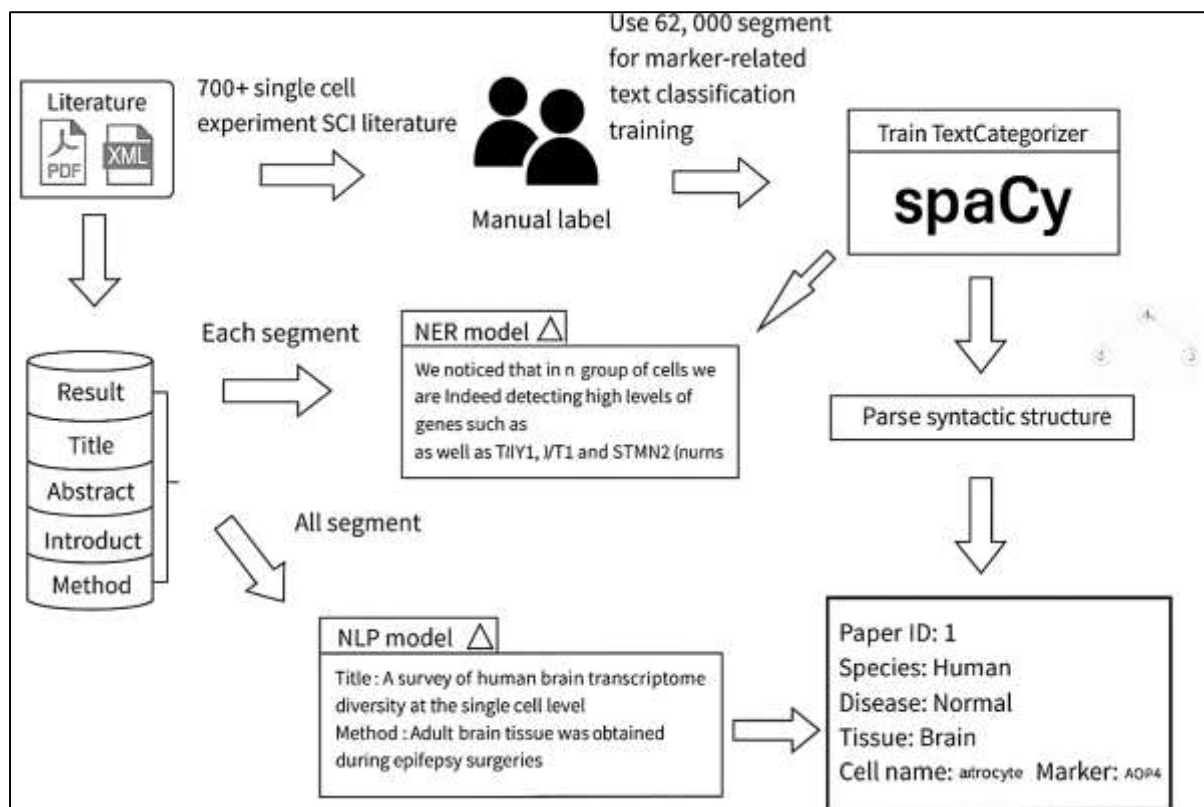 Literature
PDF
XML
700+ single cell
experiment SCI literature
Manual label
Use 62, 000 segment
for marker-related
text classification
training
Train TextCategorizer
spaCy
Result
Title
Abstract
Introduct
Method
Each segment
NER model
We noticed that in n group of cells we
are Indeed detecting high levels of
genes such as
as well as and STMN2 (nurns
Parse syntactic structure
All segment
NLP model
Title : A survey of human brain transcriptome
diversity at the single cell level
Method : Adult brain tissue was obtained
during epifepsy surgeries
Paper ID: 1
Species: Human
Disease: Normal
Tissue: Brain
Cell name: aitrocyte Marker: AOP4